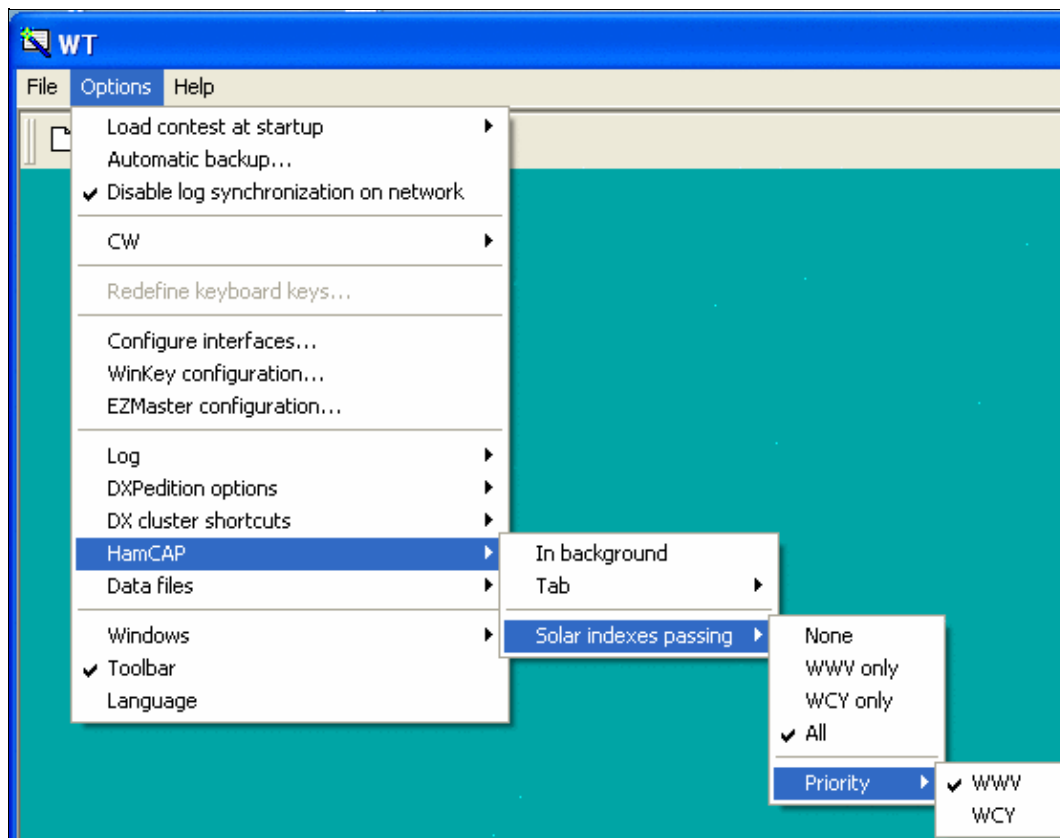 WT
File Options Help
Load contest at startup
Automatic backup...
Disable log synchronization on network
CW
Redefine keyboard keys...
Configure interfaces...
WinKey configuration...
EZMaster configuration...
Log
DXPedition options
DX cluster shortcuts
HamCAP
Data files
Windows
Toolbar
Language
In background
Tab
Solar indexes passing
None
WWV only
WCY only
All
Priority
WWV
WCY